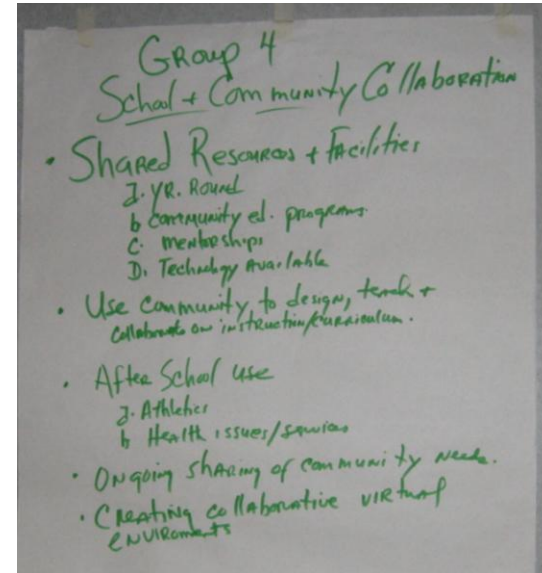 Group 4
School + Community Collaboration
• Shared Resources + Facilities
a. YR. Round
b Community ed. programs
c. mentorships
D. Technology Available
• Use community to design, teach +
collaborate on instruction/curriculum.
• After School use
a. Athletics
b Health issues/services
• Ongoing sharing of community needs.
• Creating collaborative virtual
enviroments